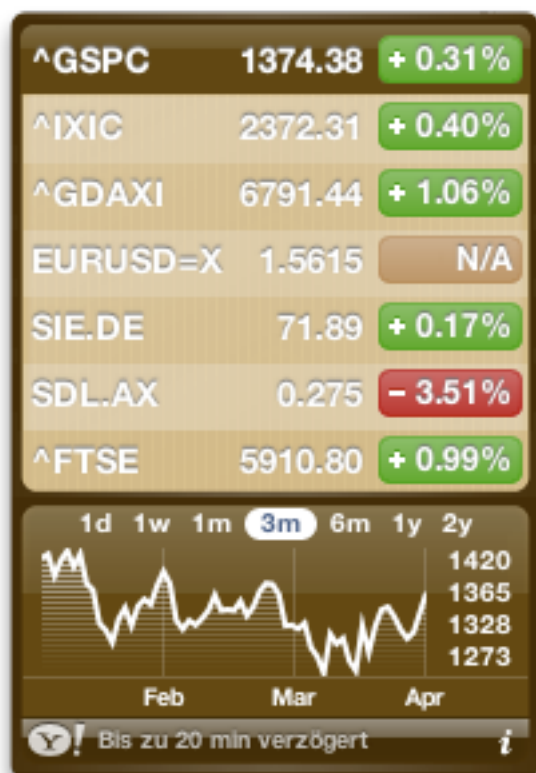 ^GSPC 1374.38 + 0.31%
^IXIC 2372.31 + 0.40%
^GDAXI 6791.44 + 1.06%
EURUSD=X 1.5615 N/A
SIE.DE 71.89 + 0.17%
SDL.AX 0.275 - 3.51%
^FTSE 5910.80 + 0.99%
1d 1w 1m 3m 6m 1y 2y
1420
1365
1328
1273
Feb Mar Apr
Y! Bis zu 20 min verzögert i